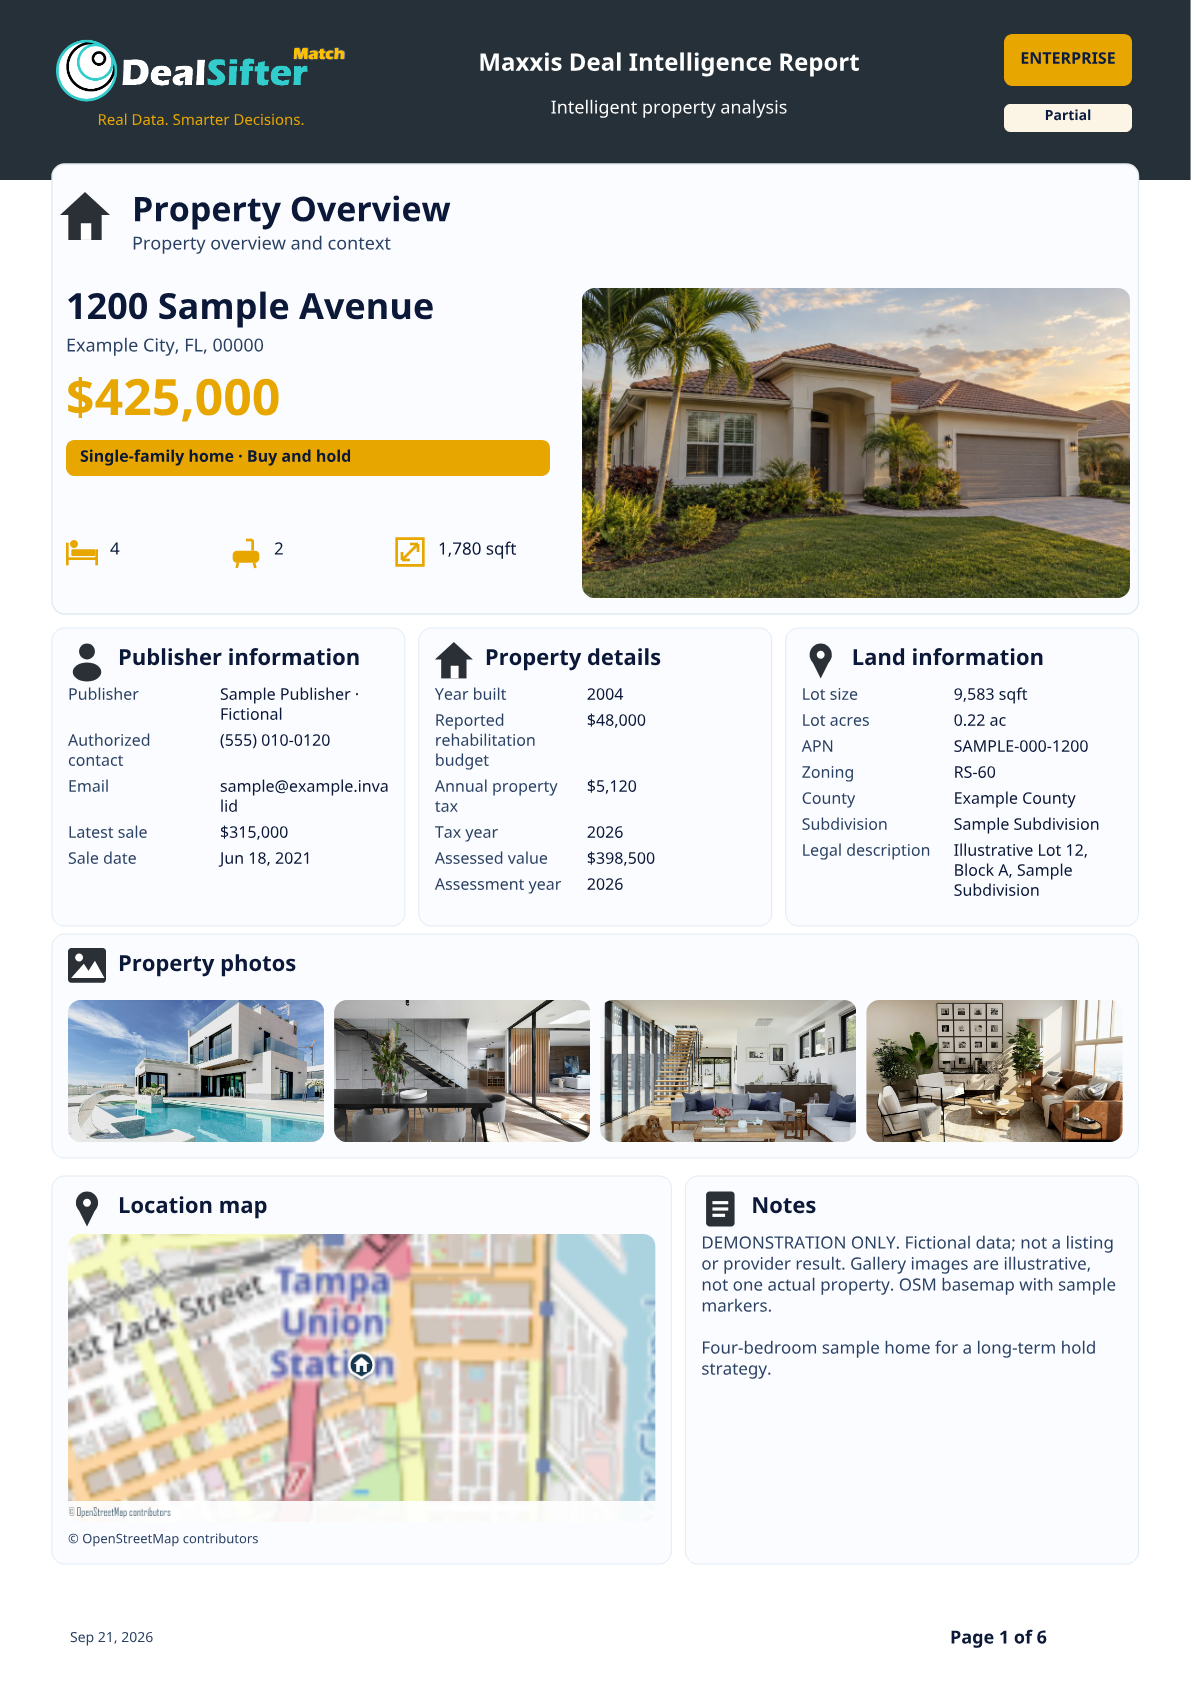 DealSifter Match
Real Data. Smarter Decisions.
Maxxis Deal Intelligence Report
Intelligent property analysis
ENTERPRISE
Partial
Property Overview
Property overview and context
1200 Sample Avenue
Example City, FL, 00000
$425,000
Single-family home · Buy and hold
4
2
1,780 sqft
Publisher information
Publisher Sample Publisher ·
Fictional
Authorized (555) 010-0120
contact
Email sample@example.inva
lid
Latest sale $315,000
Sale date Jun 18, 2021
Property details
Year built 2004
Reported $48,000
rehabilitation
budget
Annual property $5,120
tax
Tax year 2026
Assessed value $398,500
Assessment year 2026
Land information
Lot size 9,583 sqft
Lot acres 0.22 ac
APN SAMPLE-000-1200
Zoning RS-60
County Example County
Subdivision Sample Subdivision
Legal description Illustrative Lot 12,
Block A, Sample
Subdivision
Property photos
Location map
ast Zack Street
Tampa
Union
Station
© OpenStreetMap contributors
© OpenStreetMap contributors
Notes
DEMONSTRATION ONLY. Fictional data; not a listing
or provider result. Gallery images are illustrative,
not one actual property. OSM basemap with sample
markers.
Four-bedroom sample home for a long-term hold
strategy.
Sep 21, 2026
Page 1 of 6